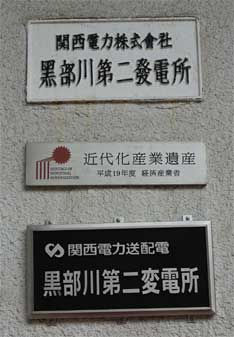 関西電力株式會社
黒部川第二發電所
近代化産業遺産
平成19年度 経済産業省
関西電力送配電
黒部川第二変電所